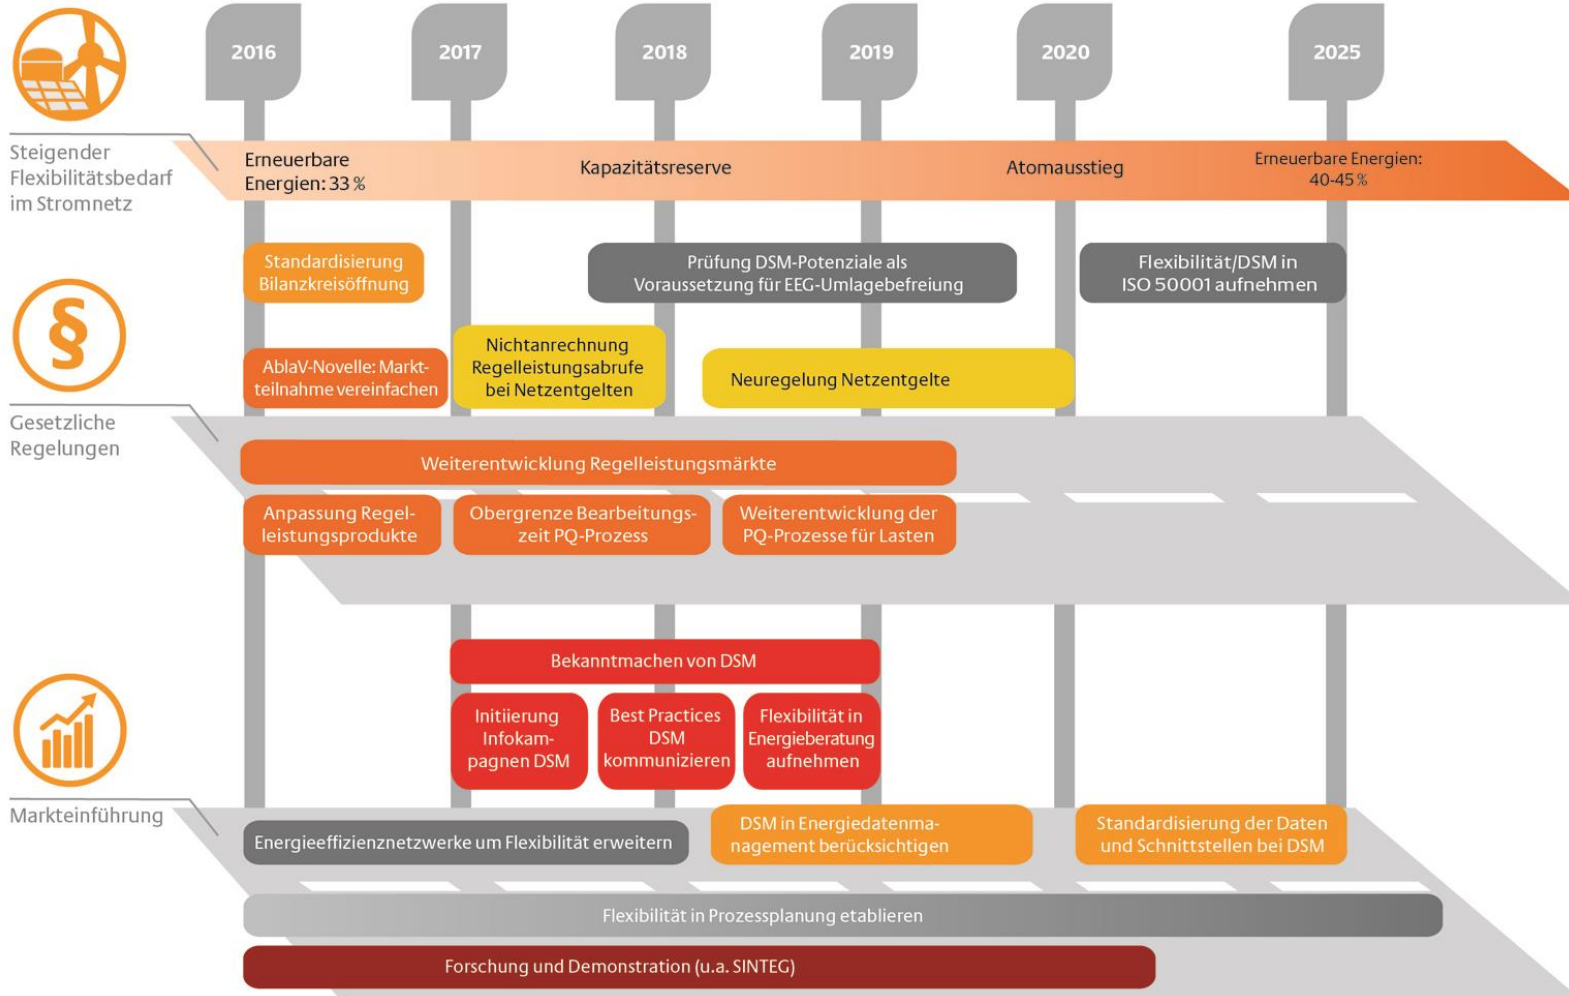 2016
2017
2018
2019
2020
2025
Steigender
Flexibilitätsbedarf
im Stromnetz
Erneuerbare
Energien: 33 %
Kapazitätsreserve
Atomausstieg
Erneuerbare Energien:
40-45 %
Standardisierung
Bilanzkreisöffnung
Prüfung DSM-Potenziale als
Voraussetzung für EEG-Umlagebefreiung
Flexibilität/DSM in
ISO 50001 aufnehmen
§
Gesetzliche
Regelungen
AblaV-Novelle: Markt-
teilnahme vereinfachen
Nichtanrechnung
Regelleistungsabrufe
bei Netzentgelten
Neuregelung Netzentgelte
Weiterentwicklung Regelleistungsmärkte
Anpassung Regel-
leistungsprodukte
Obergrenze Bearbeitungs-
zeit PQ-Prozess
Weiterentwicklung der
PQ-Prozesse für Lasten
Bekanntmachen von DSM
Initiierung
Infokam-
pagnen DSM
Best Practices
DSM
kommunizieren
Flexibilität in
Energieberatung
aufnehmen
Markteinführung
Energieeffizienznetzwerke um Flexibilität erweitern
DSM in Energiedatenma-
nagement berücksichtigen
Standardisierung der Daten
und Schnittstellen bei DSM
Flexibilität in Prozessplanung etablieren
Forschung und Demonstration (u.a. SINTEG)